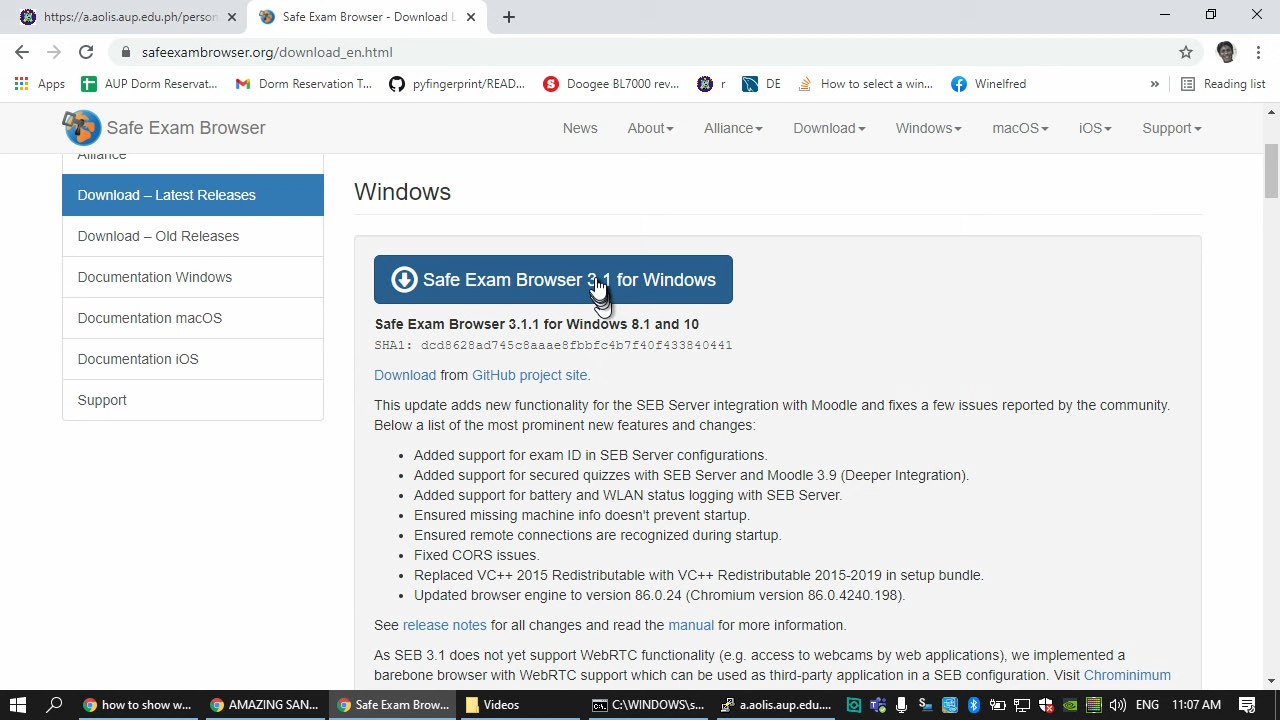 https://a.aolis.aup.edu.ph/person
Safe Exam Browser - Download L
safeexambrowser.org/download_en.html
Apps
AUP Dorm Reservat...
Dorm Reservation T...
pyfingerprint/READ...
Doogee BL7000 rev...
r
DE
How to select a win...
Winelfred
»
Reading list
Safe Exam Browser
News
About
Alliance
Download
Windows
macOS
iOS
Support
Alliance
Download – Latest Releases
Download – Old Releases
Documentation Windows
Documentation macOS
Documentation iOS
Support
Windows
Safe Exam Browser 3.1 for Windows
Safe Exam Browser 3.1.1 for Windows 8.1 and 10
SHA1: dcd8628ad745c8aaae8fbbfc4b7f40f433840441
Download from GitHub project site.
This update adds new functionality for the SEB Server integration with Moodle and fixes a few issues reported by the community.
Below a list of the most prominent new features and changes:
• Added support for exam ID in SEB Server configurations.
• Added support for secured quizzes with SEB Server and Moodle 3.9 (Deeper Integration).
• Added support for battery and WLAN status logging with SEB Server.
• Ensured missing machine info doesn't prevent startup.
• Ensured remote connections are recognized during startup.
• Fixed CORS issues.
• Replaced VC++ 2015 Redistributable with VC++ Redistributable 2015-2019 in setup bundle.
• Updated browser engine to version 86.0.24 (Chromium version 86.0.4240.198).
See release notes for all changes and read the manual for more information.
As SEB 3.1 does not yet support WebRTC functionality (e.g. access to webcams by web applications), we implemented a
barebone browser with WebRTC support which can be used as third-party application in a SEB configuration. Visit Chrominimum
how to show w...
AMAZING SAN...
Safe Exam Brow...
Videos
C:\WINDOWS\s...
a.aolis.aup.edu....
ENG
11:07 AM